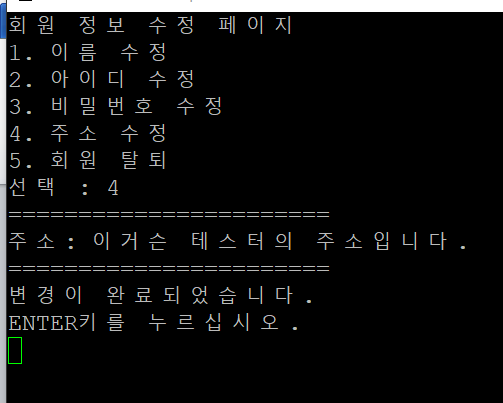 회원 정보 수정 페이지
1. 이름 수정
2. 아이디 수정
3. 비밀번호 수정
4. 주소 수정
5. 회원 탈퇴
선택 : 4
=======================
주소:이거슨 테스터의 주소입니다.
=======================
변경이 완료되었습니다.
ENTER키를 누르십시오.